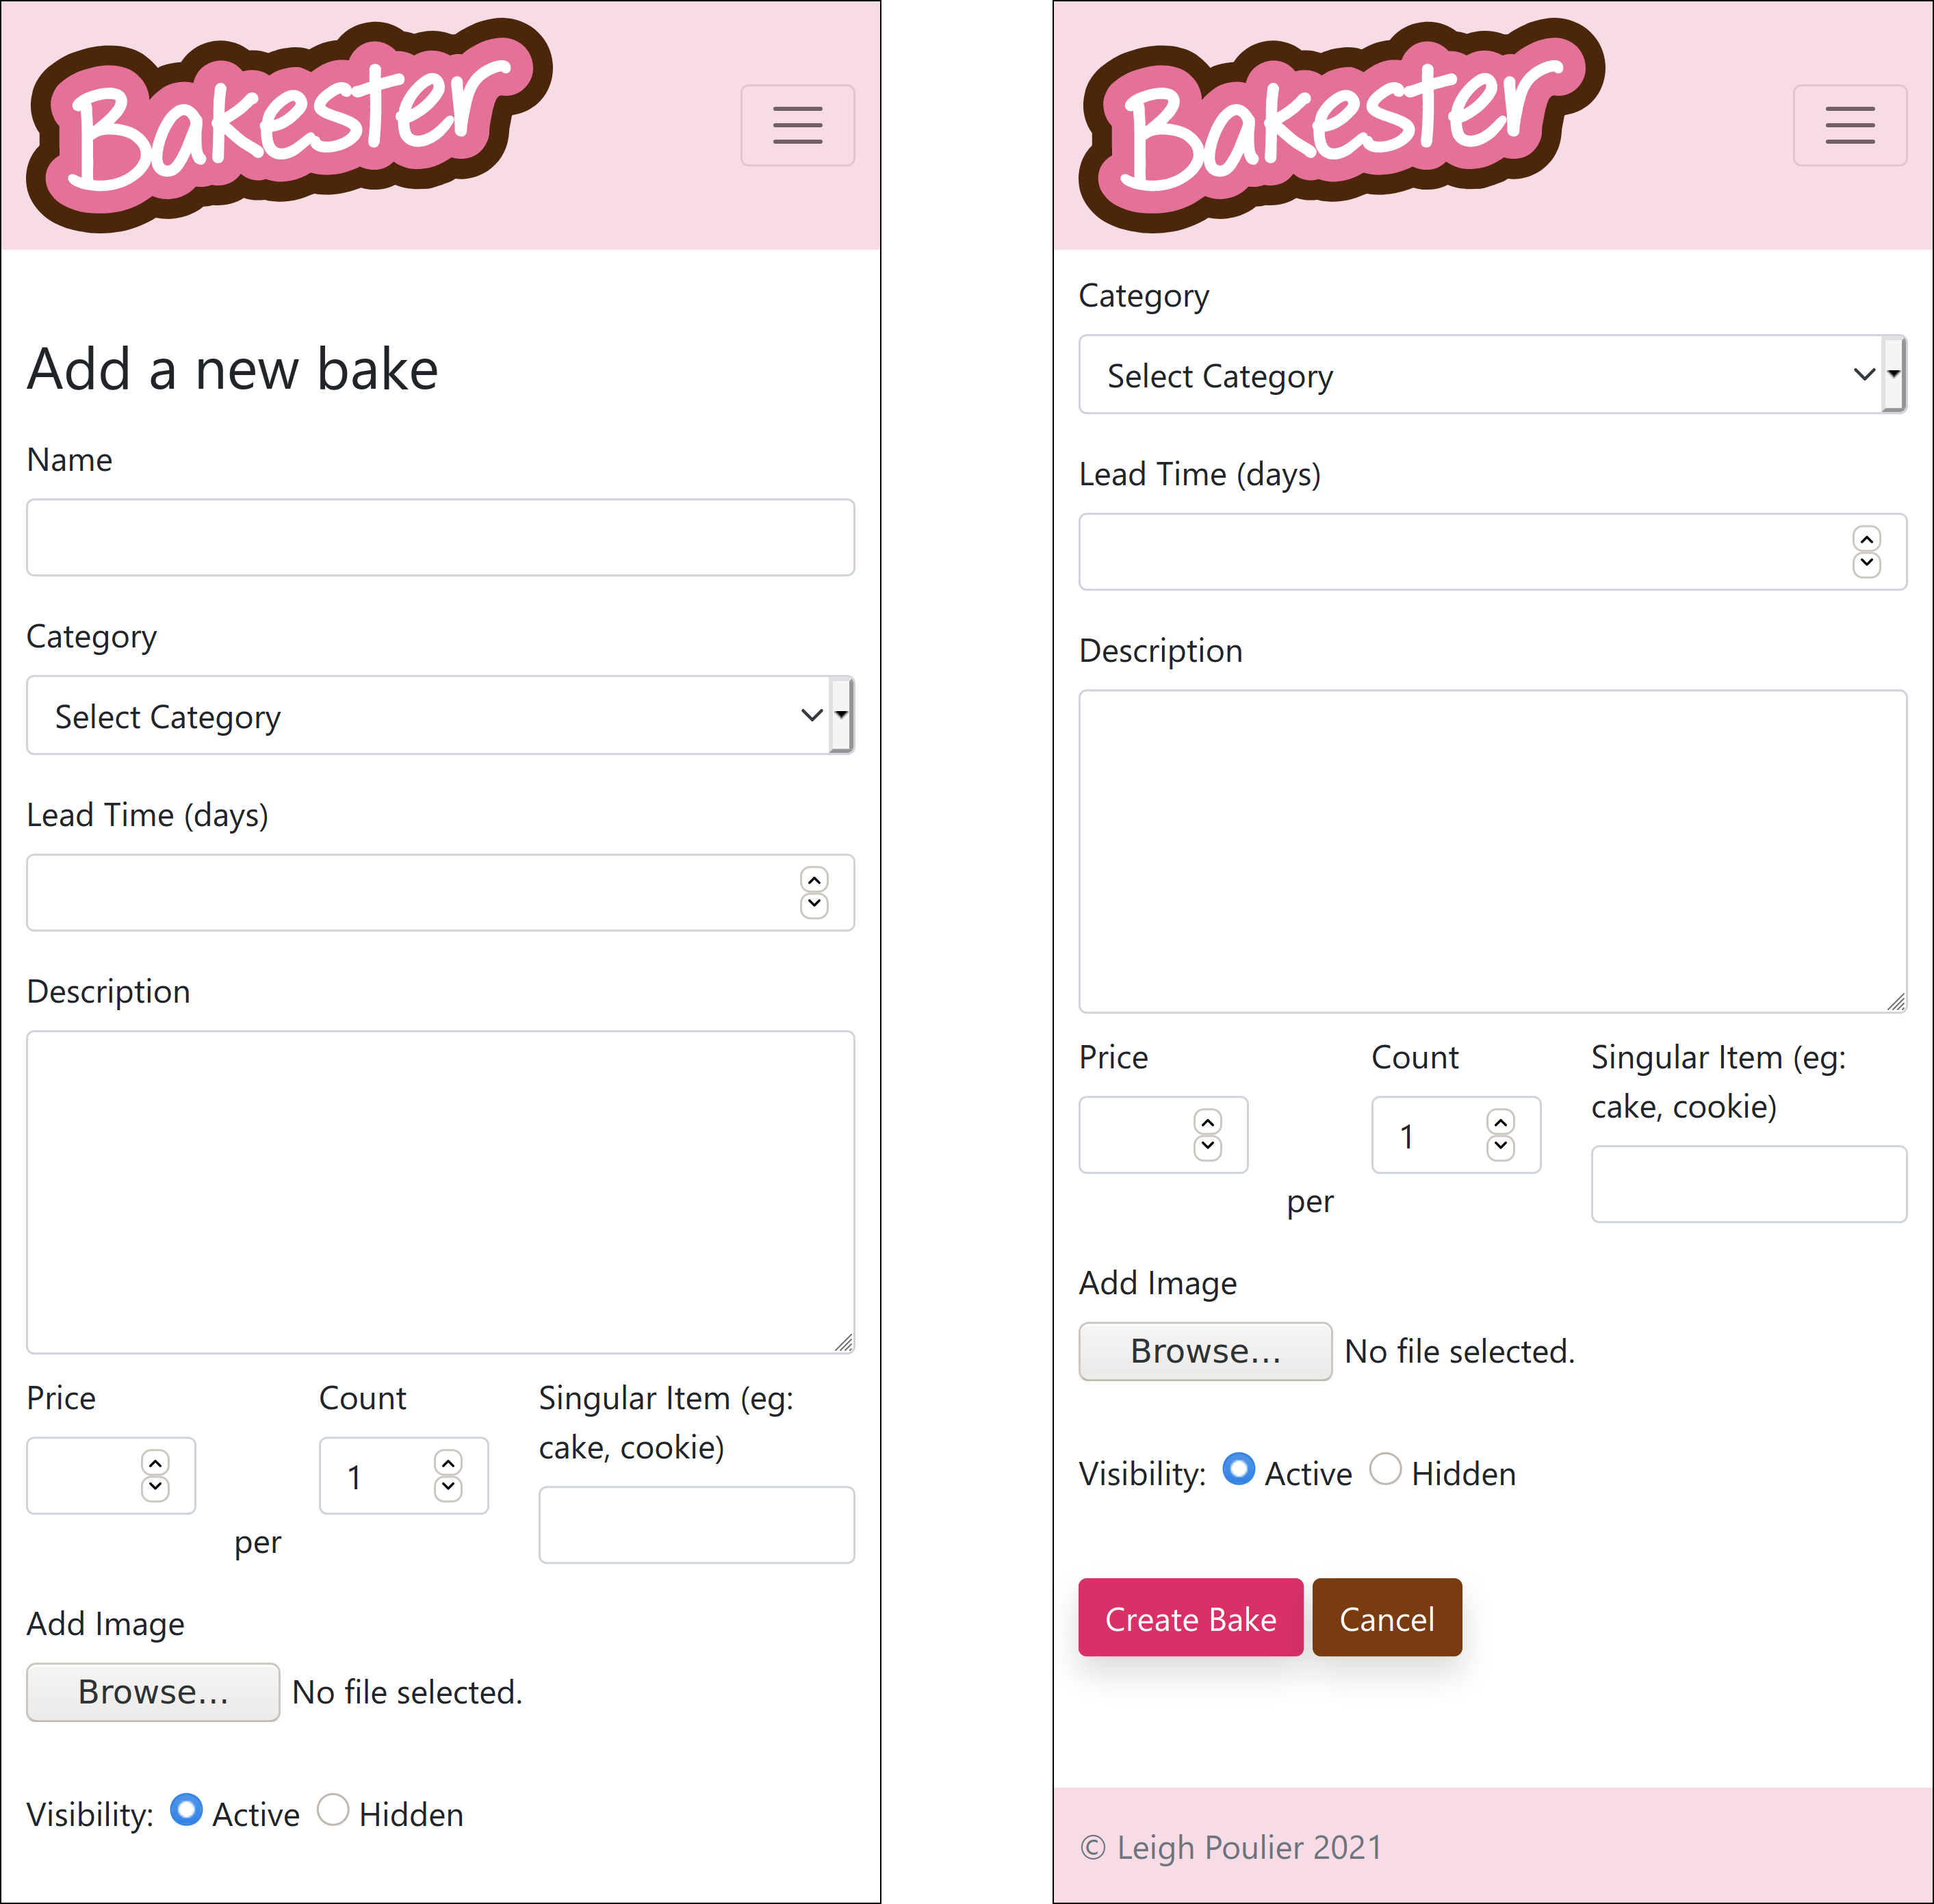 Bakester
Add a new bake
Name
Category
Select Category
Lead Time (days)
Description
Price
Count
Singular Item (eg:
cake, cookie)
1
per
Add Image
Browse... No file selected.
Visibility: Active Hidden
Bakester
Category
Select Category
Lead Time (days)
Description
Price
Count
Singular Item (eg:
cake, cookie)
1
per
Add Image
Browse... No file selected.
Visibility: Active Hidden
Create Bake Cancel
© Leigh Poulier 2021